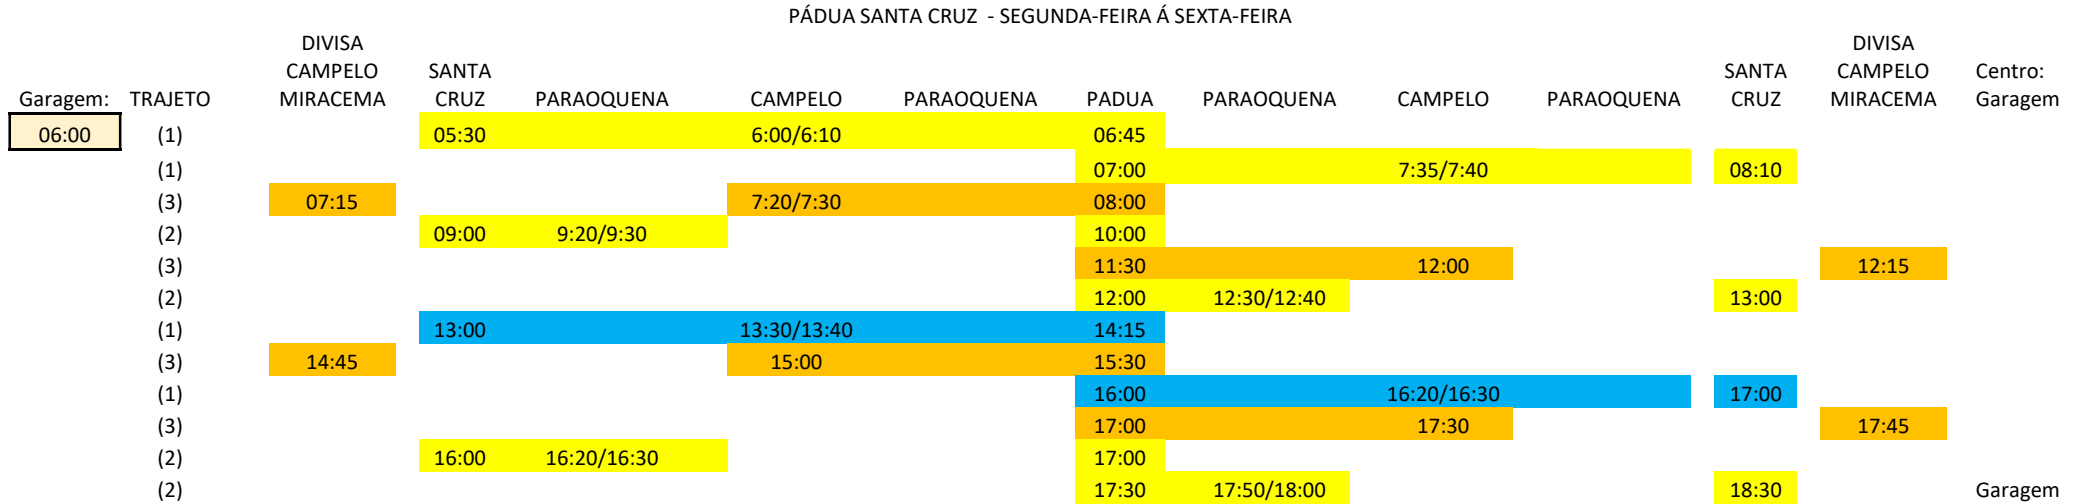 PÁDUA SANTA CRUZ - SEGUNDA-FEIRA Á SEXTA-FEIRA
DIVISA DIVISA
CAMPELO SANTA SANTA CAMPELO Centro:
Garagem: TRAJETO MIRACEMA CRUZ PARAOQUENA CAMPELO PARAOQUENA PADUA PARAOQUENA CAMPELO PARAOQUENA CRUZ MIRACEMA Garagem
06:00 (1) 05:30 6:00/6:10 06:45
(1) 07:00 7:35/7:40 08:10
(3) 07:15 7:20/7:30 08:00
(2) 09:00 9:20/9:30 10:00
(3) 11:30 12:00 12:15
(2) 12:00 12:30/12:40 13:00
(1) 13:00 13:30/13:40 14:15
(3) 14:45 15:00 15:30
(1) 16:00 16:20/16:30 17:00
(3) 17:00 17:30 17:45
(2) 16:00 16:20/16:30 17:00
(2) 17:30 17:50/18:00 18:30 Garagem